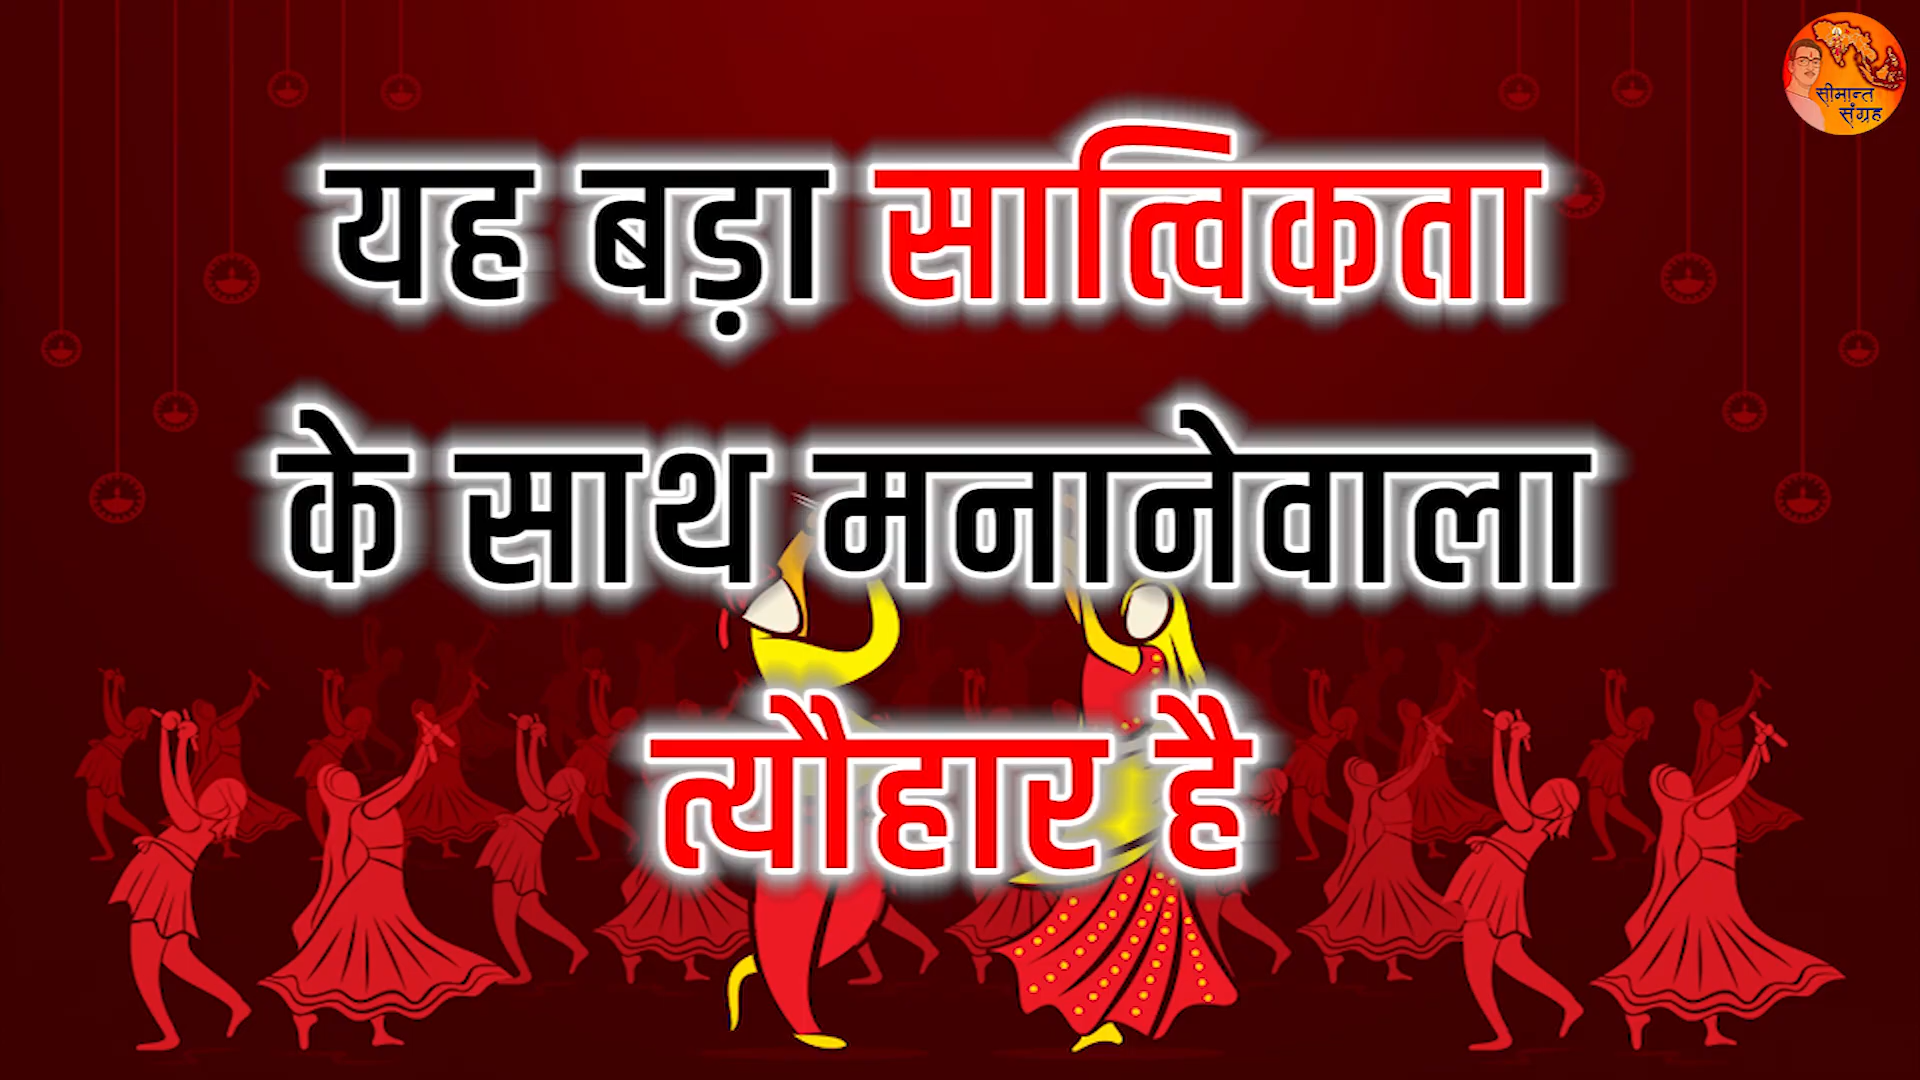 सीमान्त
संग्रह
यह बड़ा सात्विकता
के साथ मनानेवाला
त्यौहार है